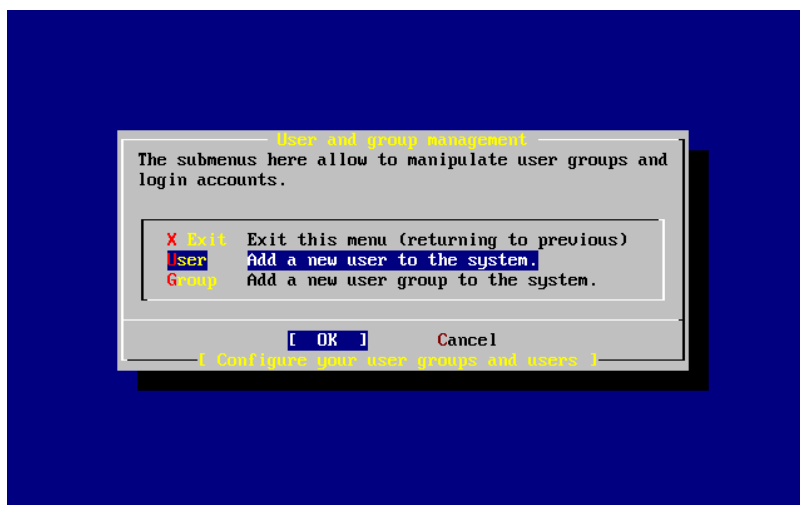 User and group management
The submenus here allow to manipulate user groups and
login accounts.
X Exit Exit this menu (returning to previous)
User Add a new user to the system.
Group Add a new user group to the system.
[ OK ] Cancel
[ Configure your user groups and users ]